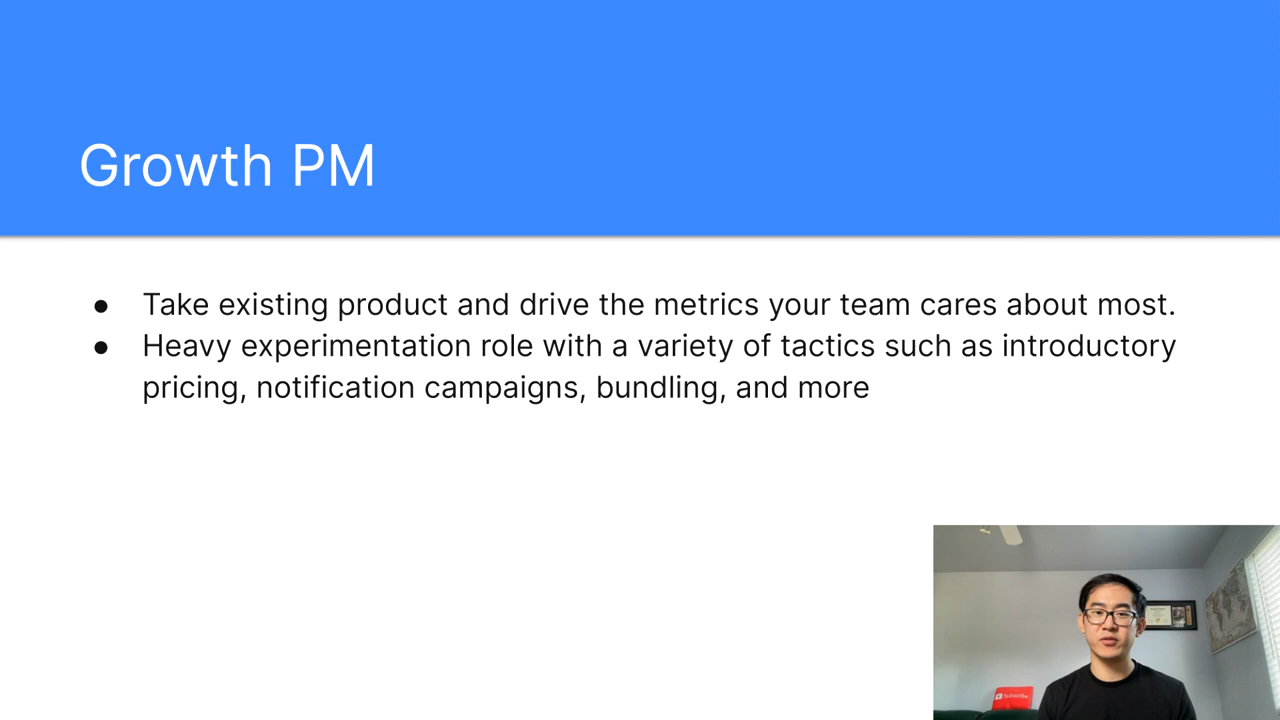 Growth PM
● Take existing product and drive the metrics your team cares about most.
● Heavy experimentation role with a variety of tactics such as introductory
pricing, notification campaigns, bundling, and more
Subscribe